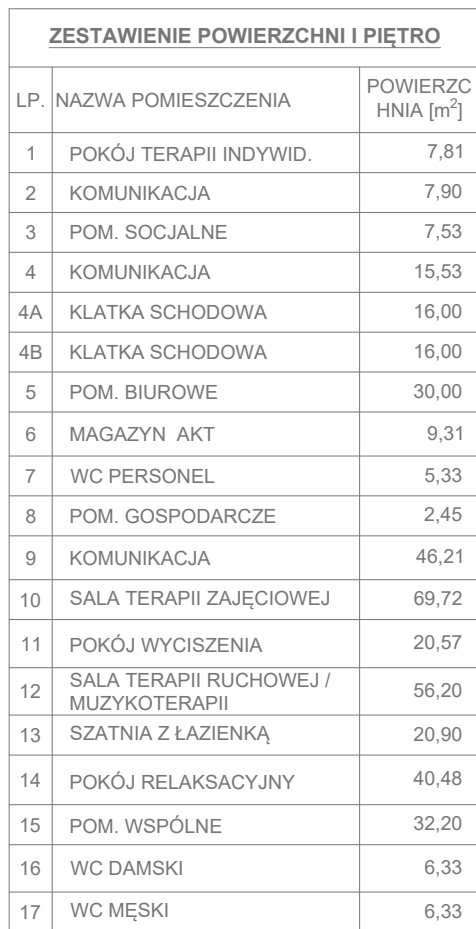 ZESTAWIENIE POWIERZCHNI I PIĘTRO
LP. NAZWA POMIESZCZENIA POWIERZC
HNIA [m²]
1 POKÓJ TERAPII INDYWID. 7,81
2 KOMUNIKACJA 7,90
3 POM. SOCJALNE 7,53
4 KOMUNIKACJA 15,53
4A KLATKA SCHODOWA 16,00
4B KLATKA SCHODOWA 16,00
5 POM. BIUROWE 30,00
6 MAGAZYN AKT 9,31
7 WC PERSONEL 5,33
8 POM. GOSPODARCZE 2,45
9 KOMUNIKACJA 46,21
10 SALA TERAPII ZAJĘCIOWEJ 69,72
11 POKÓJ WYCISZENIA 20,57
12 SALA TERAPII RUCHOWEJ /
MUZYKOTERAPII 56,20
13 SZATNIA Z ŁAZIENKĄ 20,90
14 POKÓJ RELAKSACYJNY 40,48
15 POM. WSPÓLNE 32,20
16 WC DAMSKI 6,33
17 WC MĘSKI 6,33